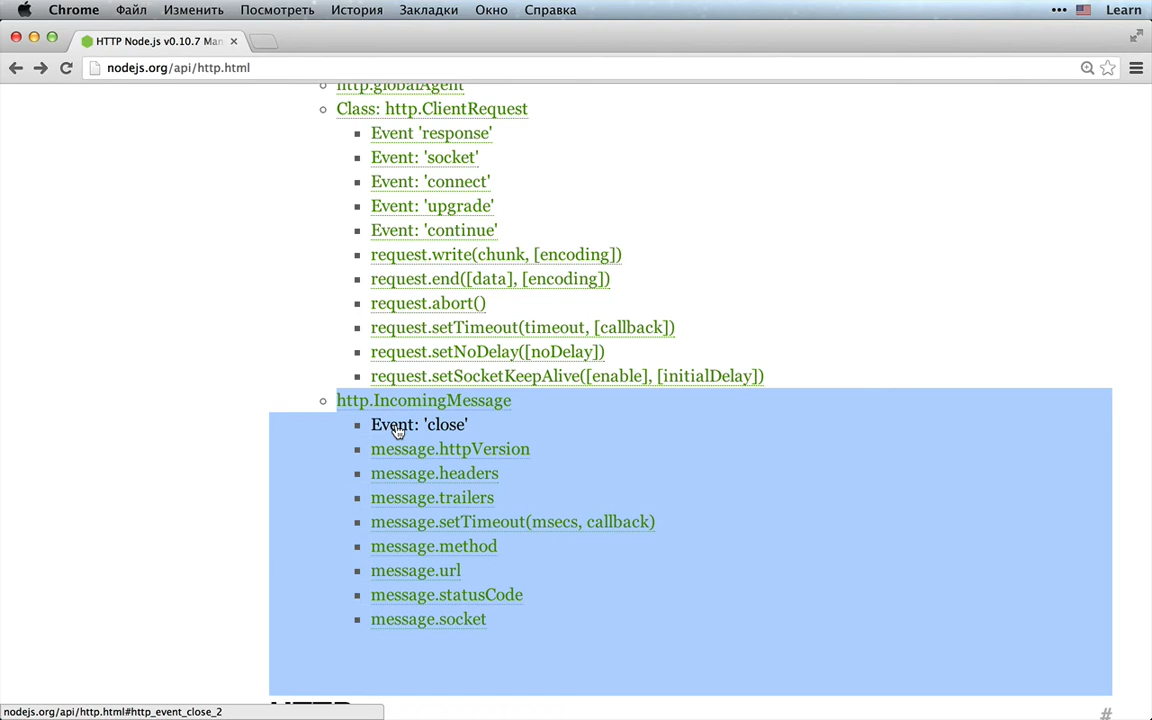 Chrome Файл Изменить Посмотреть История Закладки Окно Справка Learn
HTTP Node.js v0.10.7 Man
nodejs.org/api/http.html
http.globalAgent
Class: http.ClientRequest
Event 'response'
Event: 'socket'
Event: 'connect'
Event: 'upgrade'
Event: 'continue'
request.write(chunk, [encoding])
request.end([data], [encoding])
request.abort()
request.setTimeout(timeout, [callback])
request.setNoDelay([noDelay])
request.setSocketKeepAlive([enable], [initialDelay])
http.IncomingMessage
Event: 'close'
message.httpVersion
message.headers
message.trailers
message.setTimeout(msecs, callback)
message.method
message.url
message.statusCode
message.socket
HTTP
#
nodejs.org/api/http.html#http_event_close_2